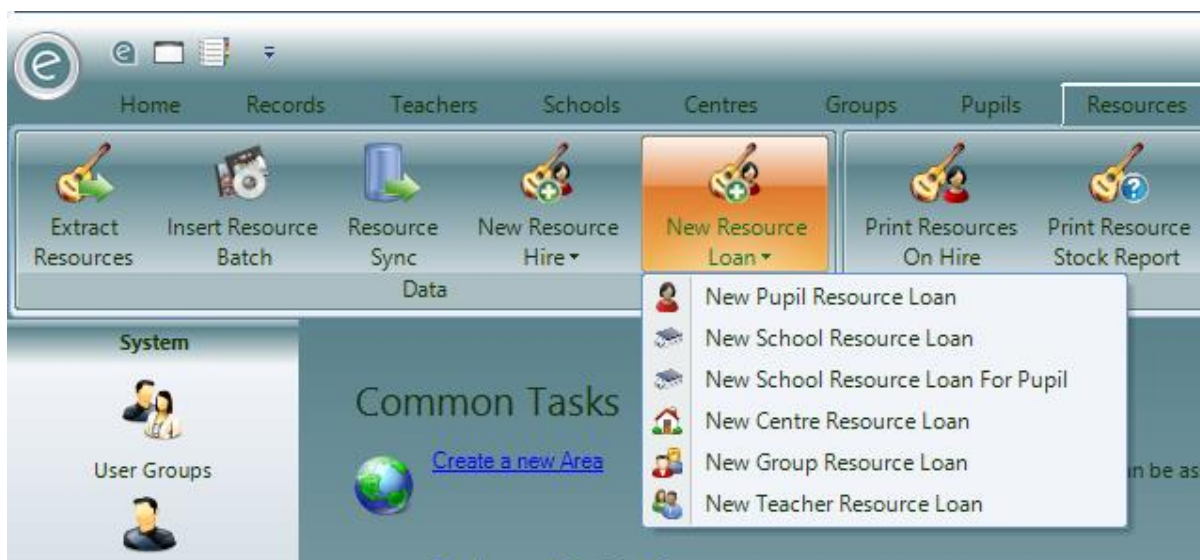 Home Records Teachers Schools Centres Groups Pupils Resources
Extract Resources
Insert Resource Batch
Resource Sync
New Resource Hire
New Resource Loan
Print Resources On Hire
Print Resource Stock Report
Data
New Pupil Resource Loan
New School Resource Loan
New School Resource Loan For Pupil
New Centre Resource Loan
New Group Resource Loan
New Teacher Resource Loan
System
User Groups
Common Tasks
Create a new Area
be as